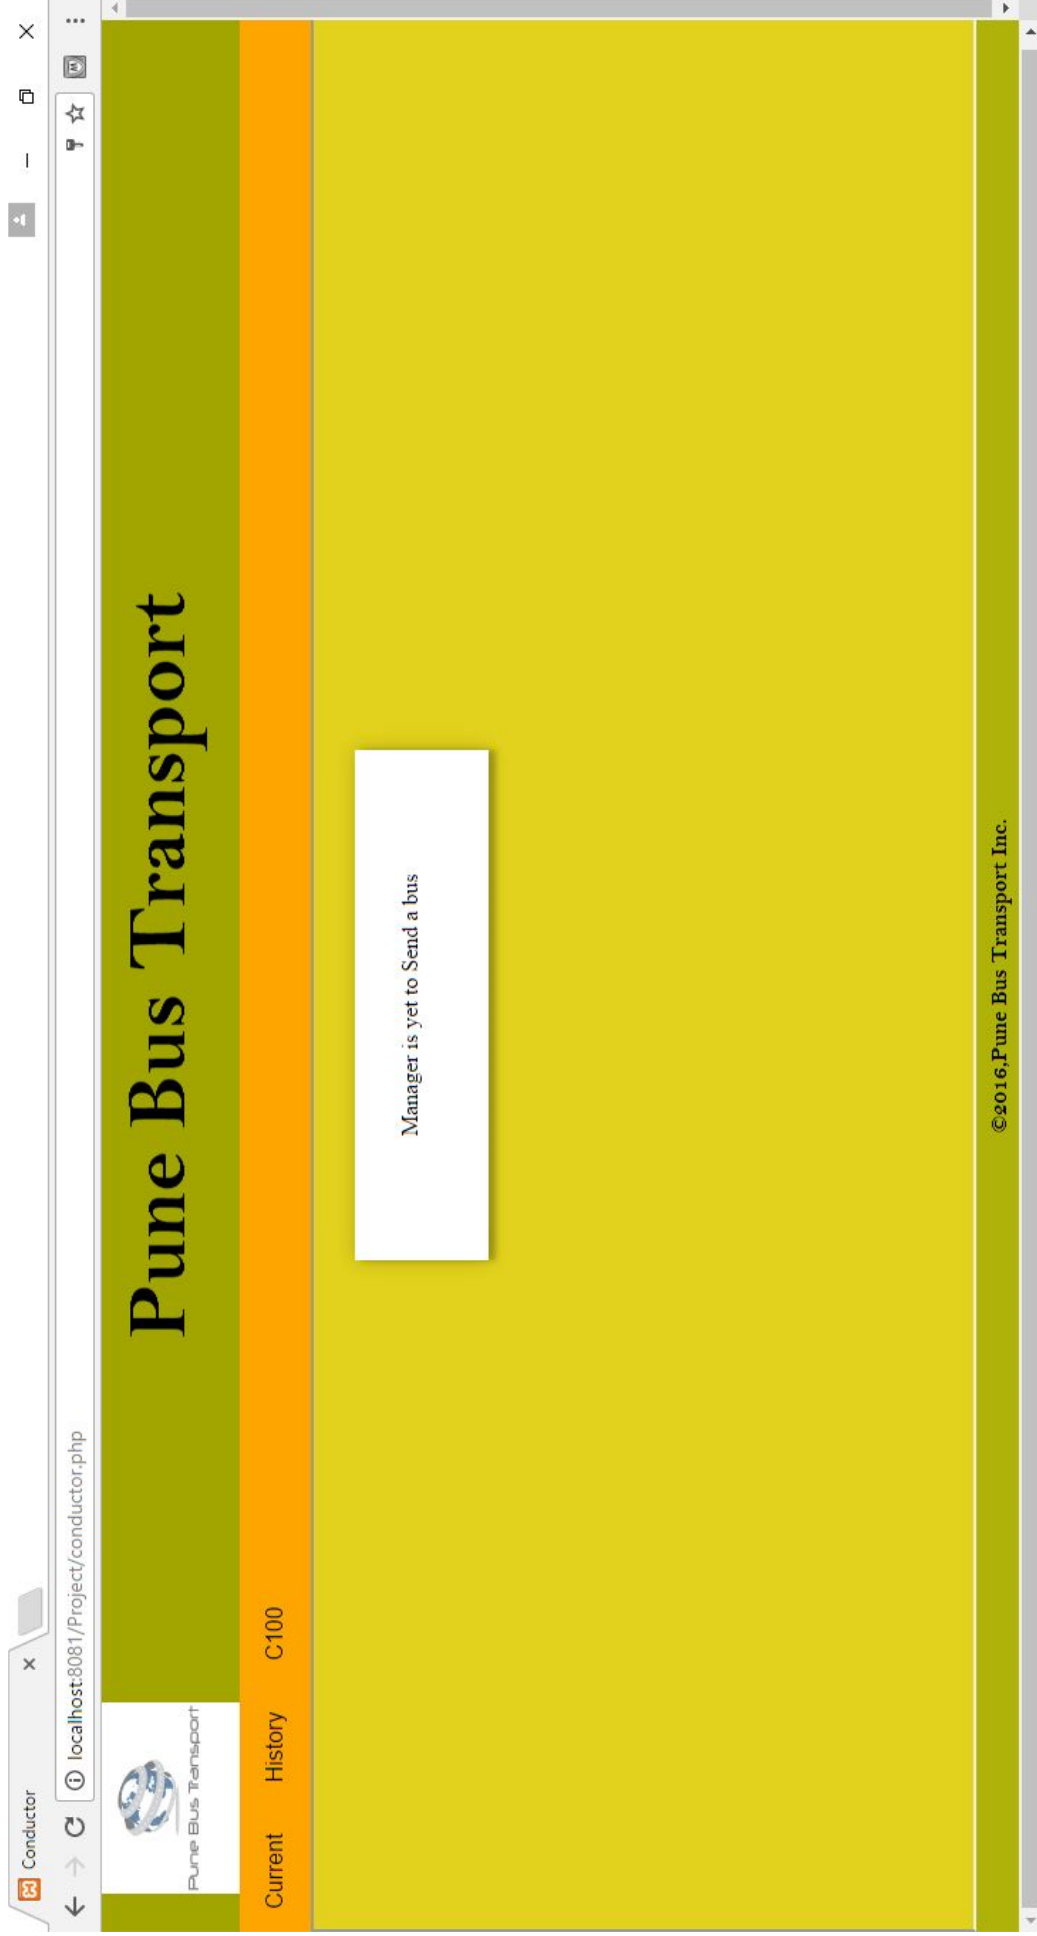 Conductor
localhost:8081/Project/conductor.php
Pune Bus Transport
Pune Bus Transport
Current History C100
Manager is yet to Send a bus
©2016,Pune Bus Transport Inc.